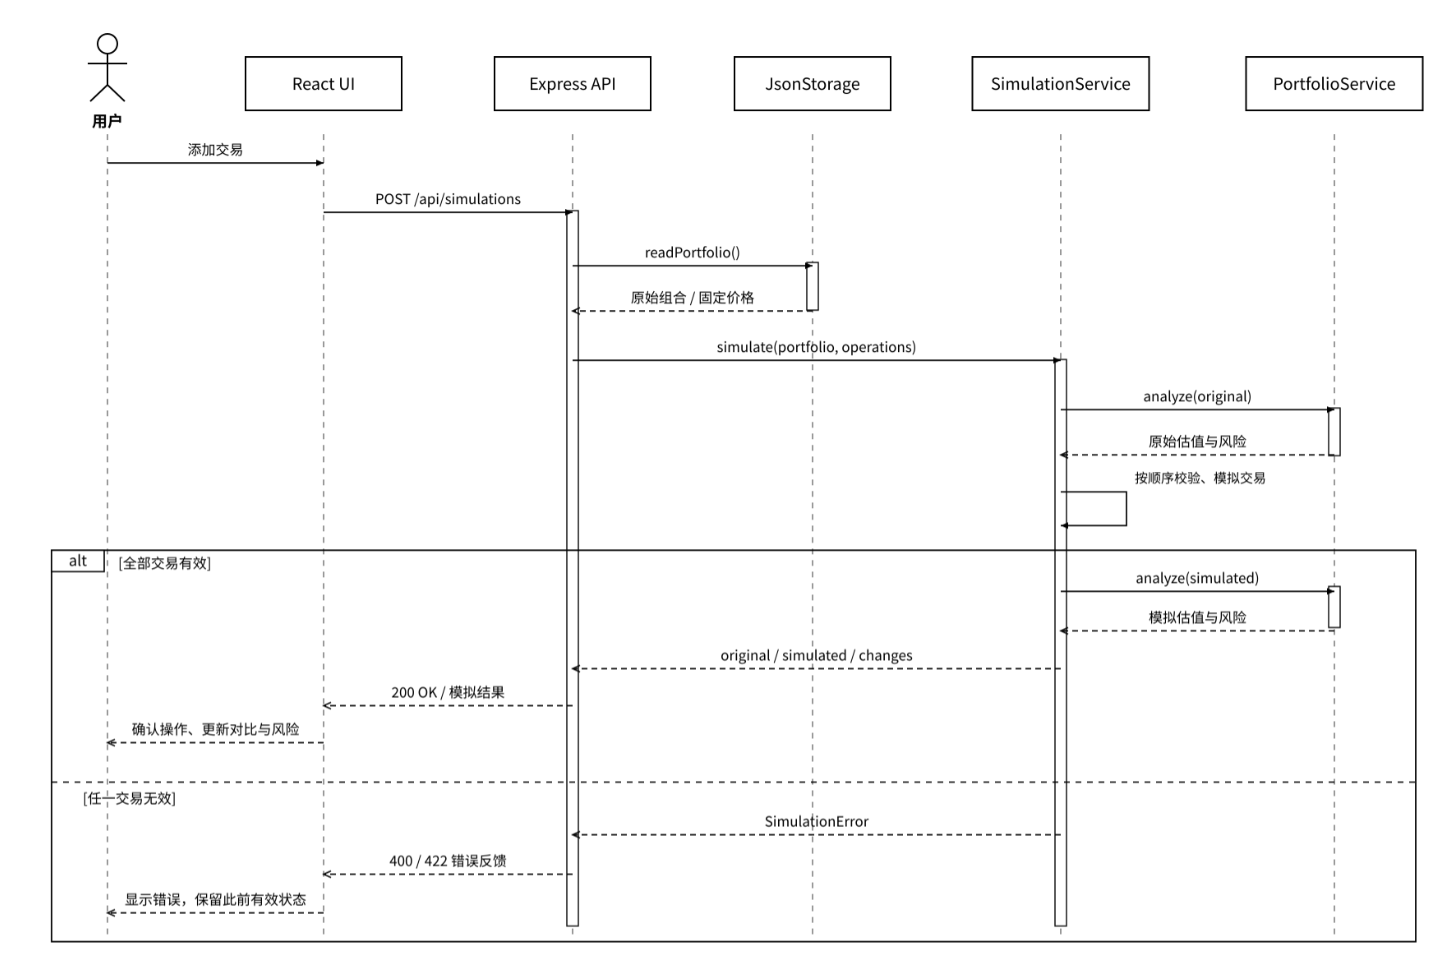 用户
React UI
Express API
JsonStorage
SimulationService
PortfolioService
添加交易
POST /api/simulations
readPortfolio()
原始组合 / 固定价格
simulate(portfolio, operations)
analyze(original)
原始估值与风险
按顺序校验、模拟交易
alt
[全部交易有效]
analyze(simulated)
模拟估值与风险
original / simulated / changes
200 OK / 模拟结果
确认操作、更新对比与风险
[任一交易无效]
SimulationError
400 / 422 错误反馈
显示错误，保留此前有效状态